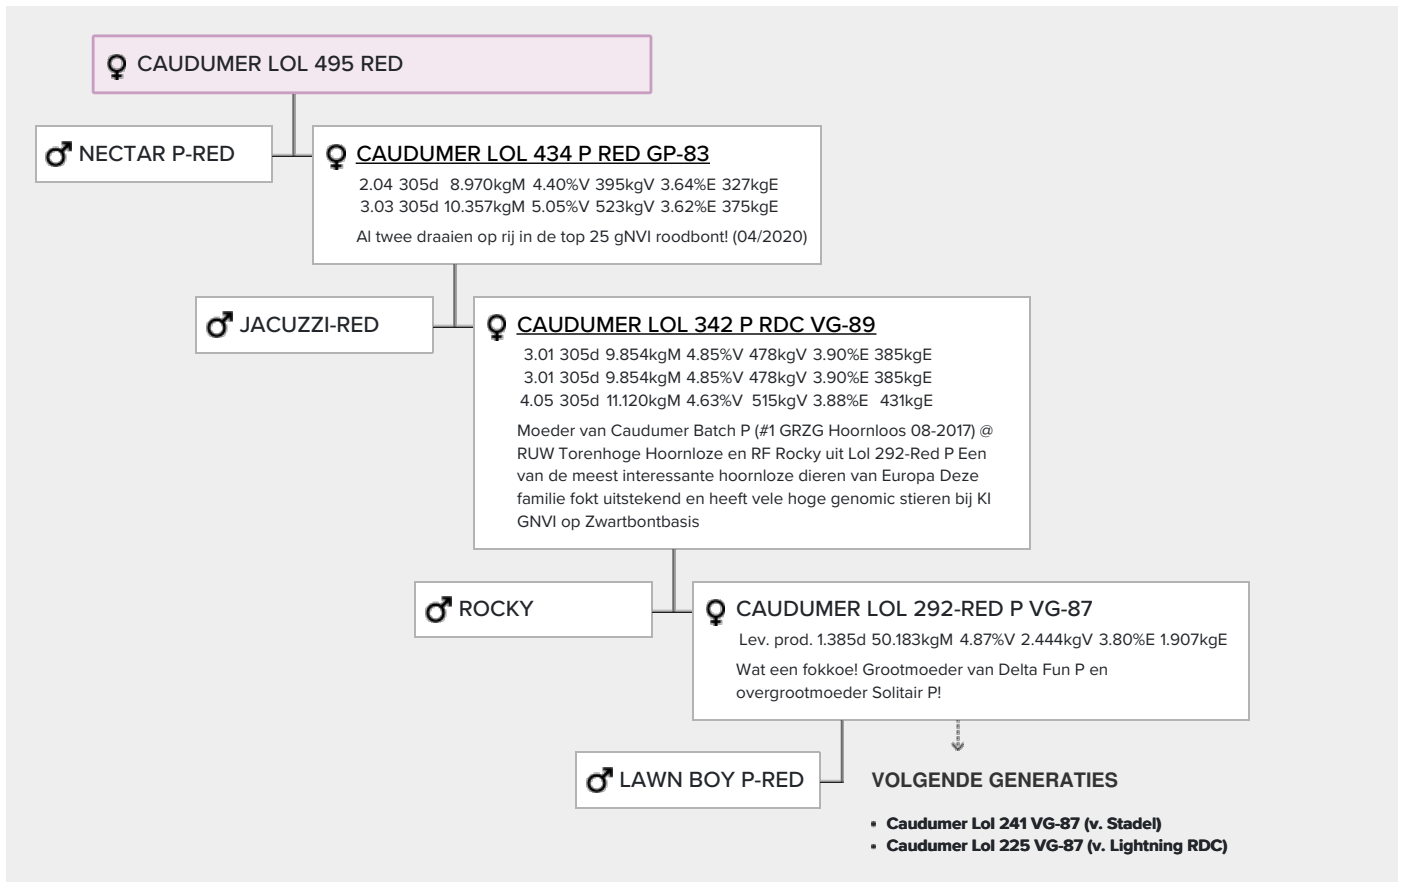 CAUDUMER LOL 495 RED
NECTAR P-RED
CAUDUMER LOL 434 P RED GP-83
2.04 305d 8.970kgM 4.40%V 395kgV 3.64%E 327kgE
3.03 305d 10.357kgM 5.05%V 523kgV 3.62%E 375kgE
Al twee draaien op rij in de top 25 gNVI roodbont! (04/2020)
JACUZZI-RED
CAUDUMER LOL 342 P RDC VG-89
3.01 305d 9.854kgM 4.85%V 478kgV 3.90%E 385kgE
3.01 305d 9.854kgM 4.85%V 478kgV 3.90%E 385kgE
4.05 305d 11.120kgM 4.63%V 515kgV 3.88%E 431kgE
Moeder van Caudumer Batch P (#1 GRZG Hoornloos 08-2017) @
RUW Torenhoge Hoornloze en RF Rocky uit Lol 292-Red P Een
van de meest interessante hoornloze dieren van Europa Deze
familie fokt uitstekend en heeft vele hoge genomic stieren bij KI
GNVI op Zwartbontbasis
ROCKY
CAUDUMER LOL 292-RED P VG-87
Lev. prod. 1.385d 50.183kgM 4.87%V 2.444kgV 3.80%E 1.907kgE
Wat een fokkoe! Grootmoeder van Delta Fun P en
overgrootmoeder Solitair P!
LAWN BOY P-RED
VOLGENDE GENERATIES
• Caudumer Lol 241 VG-87 (v. Stadel)
• Caudumer Lol 225 VG-87 (v. Lightning RDC)